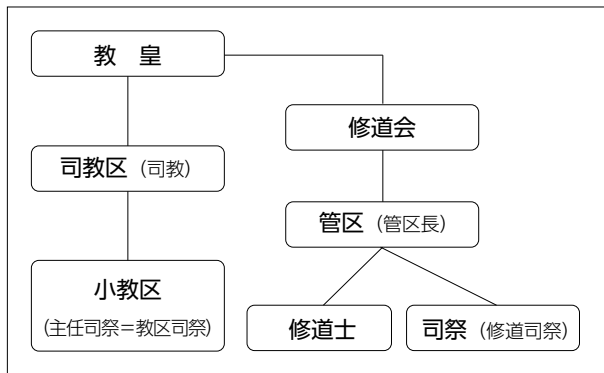 教　皇
修道会
司教区（司教）
管区（管区長）
小教区
(主任司祭＝教区司祭)
修道士
司祭（修道司祭）